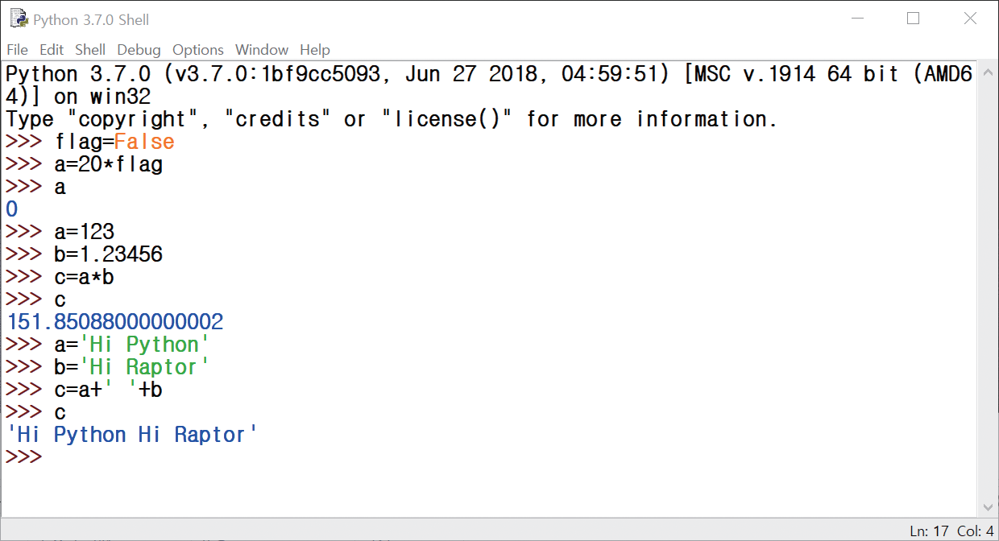 Python 3.7.0 Shell
File Edit Shell Debug Options Window Help
Python 3.7.0 (v3.7.0:1bf9cc5093, Jun 27 2018, 04:59:51) [MSC v.1914 64 bit (AMD6
4)] on win32
Type "copyright", "credits" or "license()" for more information.
>>> flag=False
>>> a=20*flag
>>> a
0
>>> a=123
>>> b=1.23456
>>> c=a*b
>>> c
151.85088000000002
>>> a='Hi Python'
>>> b='Hi Raptor'
>>> c=a+' '+b
>>> c
'Hi Python Hi Raptor'
>>>
Ln: 17 Col: 4